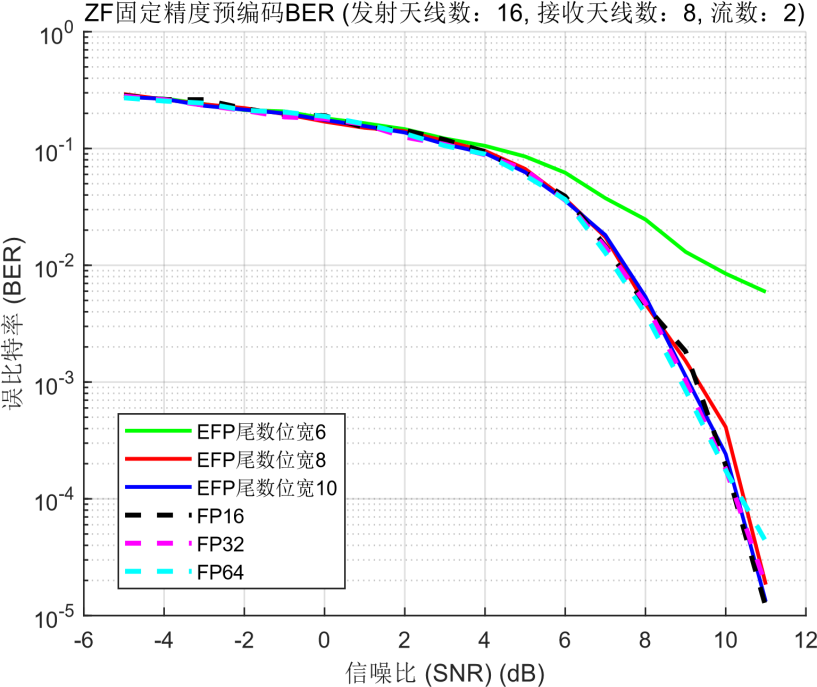 ZF固定精度预编码BER (发射天线数：16, 接收天线数：8, 流数：2)
误比特率 (BER)
10^0
10^-1
10^-2
10^-3
10^-4
10^-5
EFP尾数位宽6
EFP尾数位宽8
EFP尾数位宽10
FP16
FP32
FP64
-6 -4 -2 0 2 4 6 8 10 12
信噪比 (SNR) (dB)